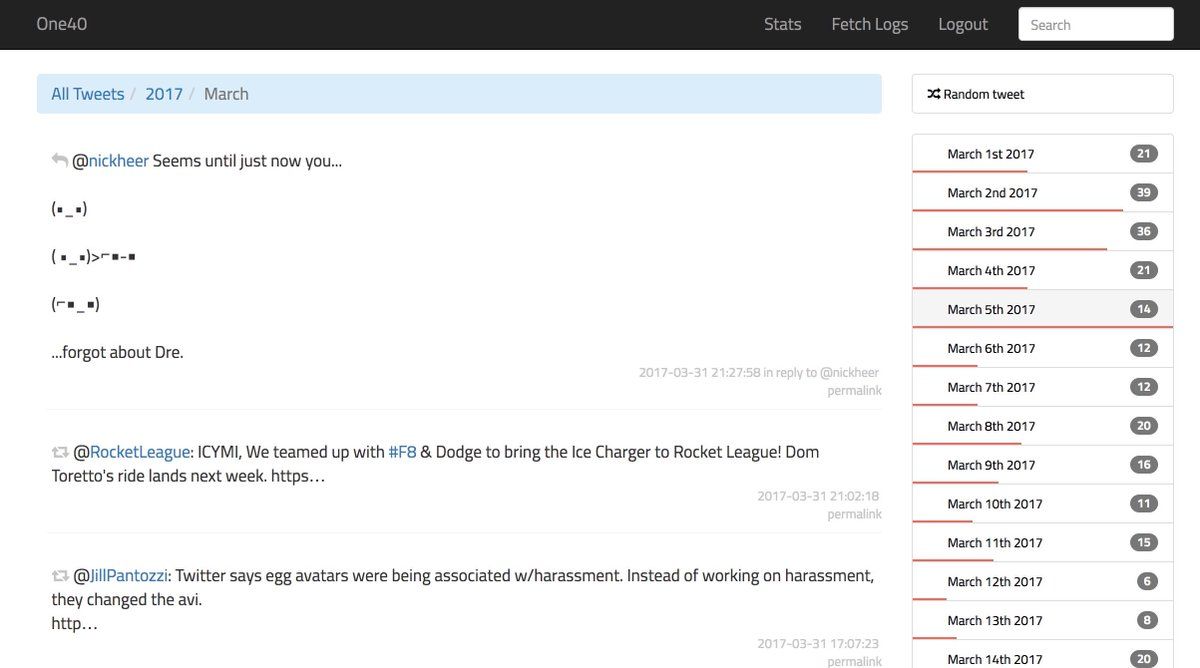 One40
Stats
Fetch Logs
Logout
Search
All Tweets / 2017 / March
@nickheer Seems until just now you...
(▪_▪)
( ▪_▪)>⌐■-■
(⌐■_■)
...forgot about Dre.
2017-03-31 21:27:58 in reply to @nickheer
permalink
@RocketLeague: ICYMI, We teamed up with #F8 & Dodge to bring the Ice Charger to Rocket League! Dom
Toretto's ride lands next week. https…
2017-03-31 21:02:18
permalink
@JillPantozzi: Twitter says egg avatars were being associated w/harassment. Instead of working on harassment,
they changed the avi.
http…
2017-03-31 17:07:23
permalink
Random tweet
March 1st 2017 21
March 2nd 2017 39
March 3rd 2017 36
March 4th 2017 21
March 5th 2017 14
March 6th 2017 12
March 7th 2017 12
March 8th 2017 20
March 9th 2017 16
March 10th 2017 11
March 11th 2017 15
March 12th 2017 6
March 13th 2017 8
March 14th 2017 20